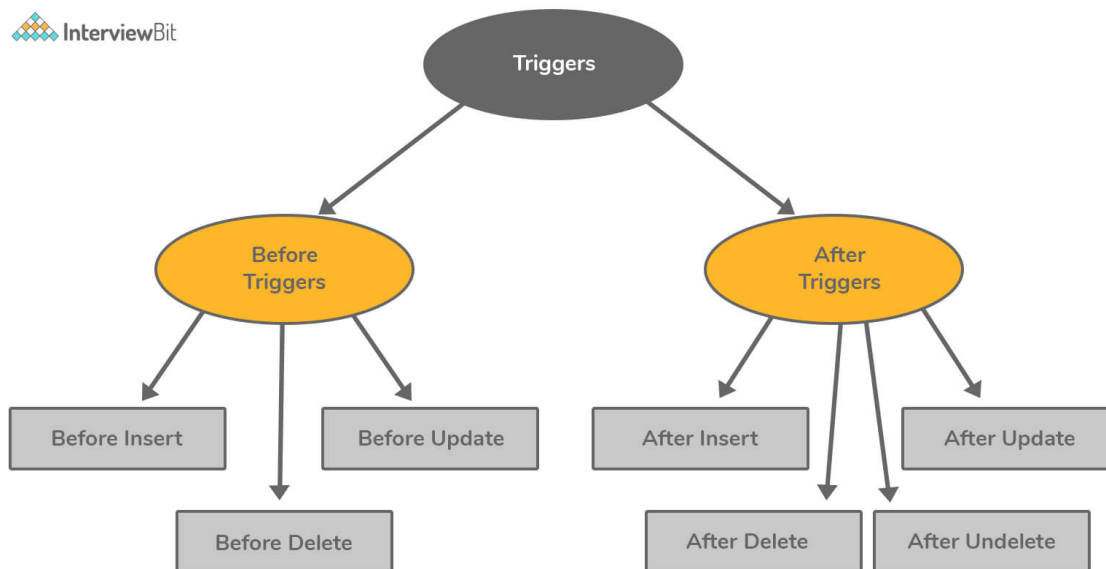 InterviewBit
Triggers
Before
Triggers
After
Triggers
Before Insert
Before Update
After Insert
After Update
Before Delete
After Delete
After Undelete